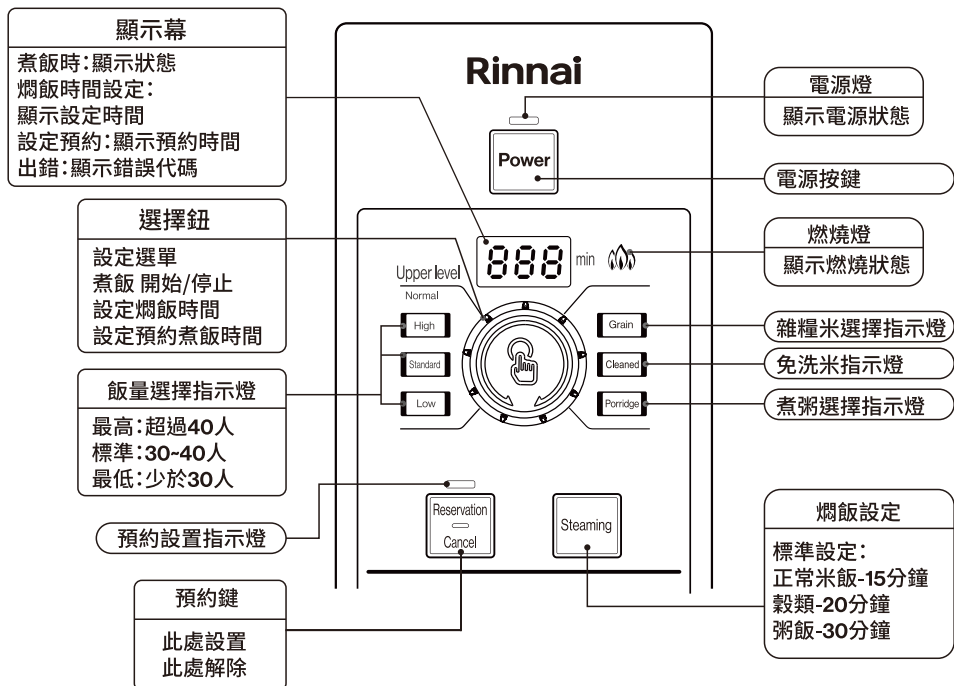 顯示幕
煮飯時:顯示狀態
燜飯時間設定:
顯示設定時間
設定預約:顯示預約時間
出錯:顯示錯誤代碼
選擇鈕
設定選單
煮飯 開始/停止
設定燜飯時間
設定預約煮飯時間
飯量選擇指示燈
最高:超過40人
標準:30~40人
最低:少於30人
預約設置指示燈
預約鍵
此處設置
此處解除
Rinnai
Power
888 min
Upper level
Normal
High
Standard
Low
Grain
Cleaned
Porridge
Reservation
Cancel
Steaming
電源燈
顯示電源狀態
電源按鍵
燃燒燈
顯示燃燒狀態
雜糧米選擇指示燈
免洗米指示燈
煮粥選擇指示燈
燜飯設定
標準設定:
正常米飯-15分鐘
穀類-20分鐘
粥飯-30分鐘